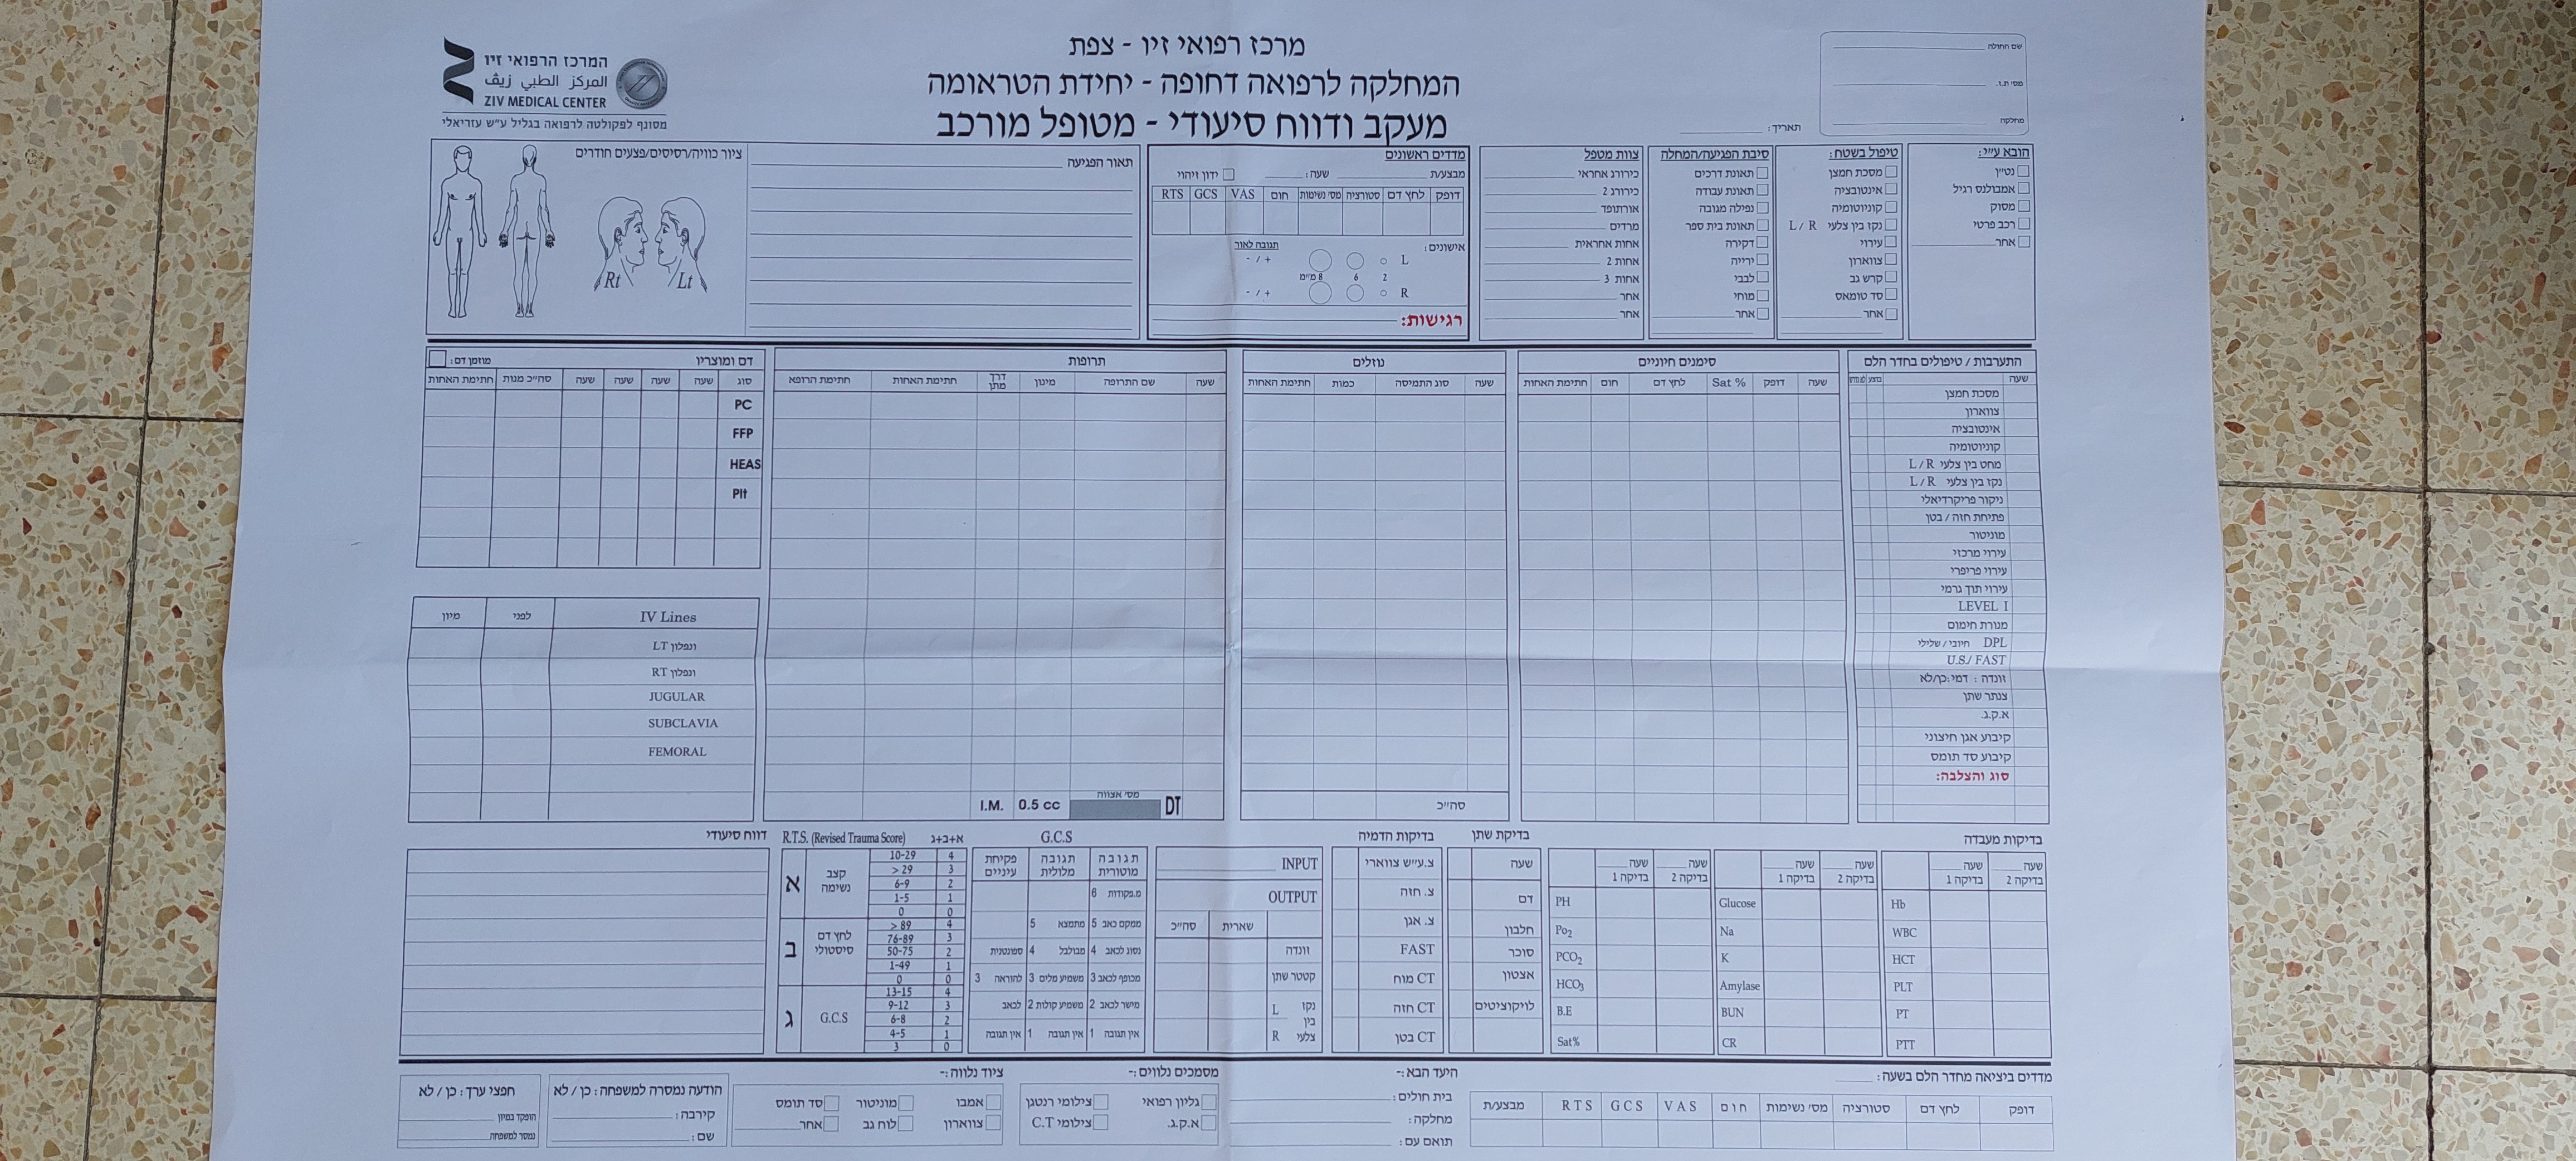 מרכז רפואי זיו - צפת
המחלקה לרפואה דחופה - יחידת הטראומה
מעקב ודווח סיעודי - מטופל מורכב
שם החולה
מס' ת.ז.
מחלקה
תאריך:
המרכז הרפואי זיו
المركز الطبي زيڤ
ZIV MEDICAL CENTER
מסונף לפקולטה לרפואה בגליל ע"ש עזריאלי
הובא ע"י:
נט"ן
אמבולנס רגיל
מסוק
רכב פרטי
אחר
טיפול בשטח:
מסכת חמצן
אינטובציה
קוניוטומיה
נקז בין צלעי L / R
עירוי
צווארון
קרש גב
סד טומאס
אחר
סיבת הפגיעה/המחלה
תאונת דרכים
תאונת עבודה
נפילה מגובה
תאונת בית ספר
דקירה
ירייה
לבבי
מוחי
אחר
צוות מטפל
כירורג אחראי
כירורג 2
אורתופד
מרדים
אחות אחראית
אחות 2
אחות 3
אחר
אחר
מדדים ראשונים
מבצע/ת שעה: ידון זיהוי
דופק לחץ דם סטורציה מס' נשימות חום VAS GCS RTS
אישונים: תגובה לאור
L + / -
2 6 8 מ"מ
R + / -
רגישות:
תאור הפגיעה
ציור כוויה/רסיסים/פצעים חודרים
Rt Lt
התערבות / טיפולים בחדר הלם
שעה
מסכת חמצן
צווארון
אינטובציה
קוניוטומיה
מחט בין צלעי L / R
נקז בין צלעי L / R
ניקור פריקרדיאלי
פתיחת חזה / בטן
מוניטור
עירוי מרכזי
עירוי פריפרי
עירוי תוך גרמי
LEVEL I
מנורת חימום
DPL חיובי / שלילי
U.S./ FAST
זונדה : דמי:כן/לא
צנתר שתן
א.ק.ג.
קיבוע אגן חיצוני
קיבוע סד תומס
סוג והצלבה:
סימנים חיוניים
שעה דופק Sat % לחץ דם חום חתימת האחות
נוזלים
שעה סוג התמיסה כמות חתימת האחות
סה"כ
תרופות
שעה שם התרופה מינון דרך מתן חתימת האחות חתימת הרופא
DT מס' אצווה 0.5 cc I.M.
דם ומוצריו מוזמן דם:
סוג שעה שעה שעה שעה סה"כ מנות חתימת האחות
PC
FFP
HEAS
Plt
IV Lines לפני מיון
ונפלון LT
ונפלון RT
JUGULAR
SUBCLAVIA
FEMORAL
בדיקות מעבדה
שעה שעה
בדיקה 2 בדיקה 1
Hb
WBC
HCT
PLT
PT
PTT
שעה שעה
בדיקה 2 בדיקה 1
Glucose
Na
K
Amylase
BUN
CR
שעה שעה
בדיקה 2 בדיקה 1
PH
Po2
PCO2
HCO3
B.E
Sat%
בדיקת שתן
שעה
דם
חלבון
סוכר
אצטון
לויקוציטים
בדיקות הדמיה
צ.ע"ש צווארי
צ. חזה
צ. אגן
FAST
CT מוח
CT חזה
CT בטן
INPUT
OUTPUT
שארית סה"כ
זונדה
קטטר שתן
נקז בין צלעי L R
G.C.S
תגובה מוטורית תגובה מלולית פקיחת עיניים
מ.פקודות 6
ממקם כאב 5 מתמצא 5
נסוג לכאב 4 מבולבל 4 ספונטנית
מכופף לכאב 3 משמיע מלים 3 להוראה 3
מישר לכאב 2 משמיע קולות 2 לכאב
אין תגובה 1 אין תגובה 1 אין תגובה
R.T.S. (Revised Trauma Score) א+ב+ג
א קצב נשימה
10-29 4
> 29 3
6-9 2
1-5 1
0 0
ב לחץ דם סיסטולי
> 89 4
76-89 3
50-75 2
1-49 1
0 0
ג G.C.S
13-15 4
9-12 3
6-8 2
4-5 1
3 0
דווח סיעודי
מדדים ביציאה מחדר הלם בשעה:
דופק לחץ דם סטורציה מס' נשימות חום VAS GCS RTS מבצע/ת
היעד הבא:-
בית חולים:
מחלקה:
תואם עם:
מסמכים נלווים:-
גליון רפואי צילומי רנטגן
א.ק.ג. צילומי C.T
ציוד נלווה:-
אמבו מוניטור סד תומס
צווארון לוח גב אחר
הודעה נמסרה למשפחה: כן / לא
קירבה:
שם:
חפצי ערך: כן / לא
הופקד במיון
נמסר למשפחה